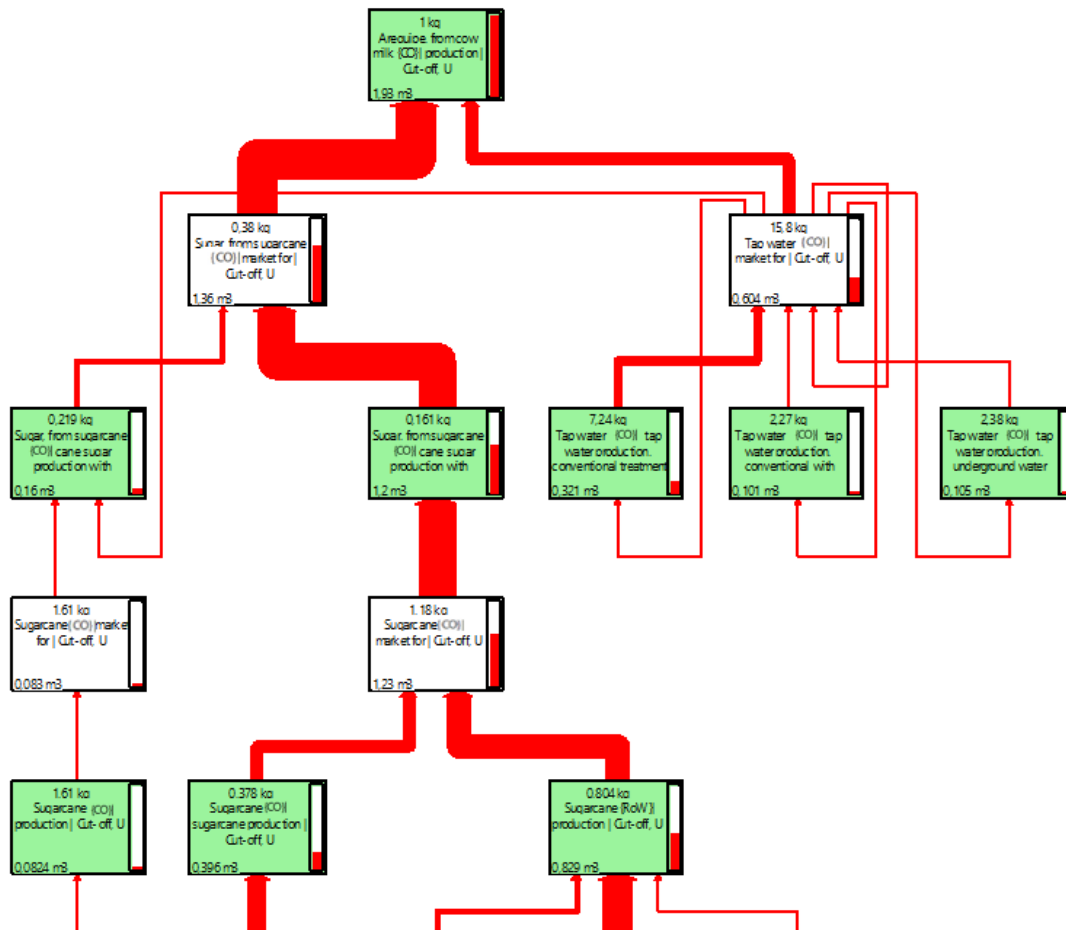 1 kg
Arequipe, from cow
milk {CO}| production |
Cut-off, U
1,93 m3
0,38 kg
Sugar, from sugarcane
{CO}| market for |
Cut-off, U
1,36 m3
15,8 kg
Tap water {CO}|
market for | Cut-off, U
0,604 m3
0,219 kg
Sugar, from sugarcane
{CO}| cane sugar
production with
0,16 m3
0,161 kg
Sugar, from sugarcane
{CO}| cane sugar
production with
1,2 m3
7,24 kg
Tap water {CO}| tap
water production,
conventional treatment
0,321 m3
2,27 kg
Tap water {CO}| tap
water production,
conventional with
0,101 m3
2,38 kg
Tap water {CO}| tap
water production,
underground water
0,105 m3
1,61 kg
Sugarcane {CO}| marke
for | Cut-off, U
0,083 m3
1,18 kg
Sugarcane {CO}|
market for | Cut-off, U
1,23 m3
1,61 kg
Sugarcane {CO}|
production | Cut-off, U
0,0824 m3
0,378 kg
Sugarcane {CO}|
sugarcane production |
Cut-off, U
0,396 m3
0,804 kg
Sugarcane {RoW}|
production | Cut-off, U
0,829 m3